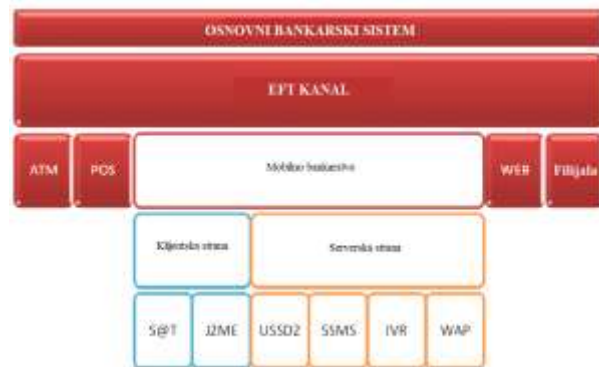 OSNOVNI BANKARSKI SISTEM
EFT KANAL
ATM
POS
Mobilno bankarstvo
WEB
Filijala
Klijentska strana
Serverska strana
S@T
J2ME
USSD2
SSMS
IVR
WAP